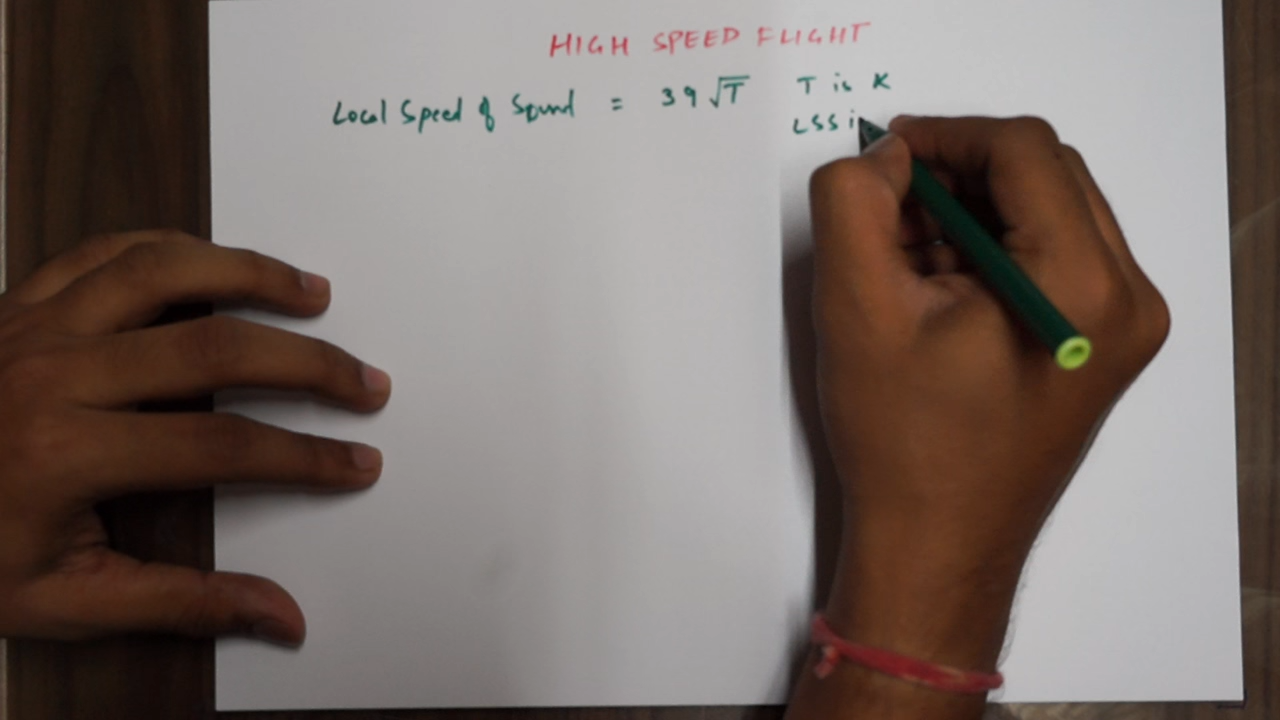 HIGH SPEED FLIGHT
Local Speed of Sound = 39√T T is K
LSS i